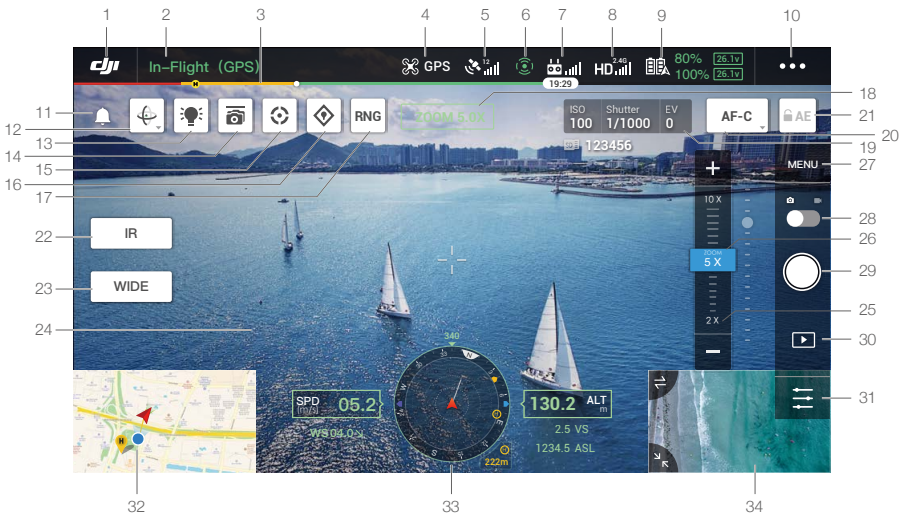 1 2 3 4 5 6 7 8 9 10
dji In-Flight (GPS) GPS 12 HD 2.4G 80% 26.1v
100% 26.1v
H 19:29
11 18
12 RNG ZOOM 5.0X ISO Shutter EV AF-C AE 21
13 100 1/1000 0 20
14 123456 19
15 + MENU 27
16
17 10 X
28
22 IR 26
ZOOM
5 X
23 WIDE 29
25
24 2 X
340 30
N
SPD (m/s) 05.2 W E 130.2 ALT m 31
WS 04.0 2.5 VS
H S 222m 1234.5 ASL
32 33 34